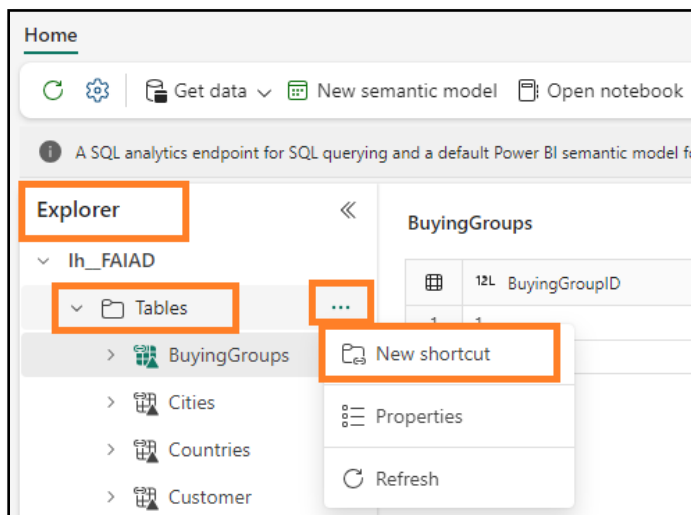 Home
Get data New semantic model Open notebook
A SQL analytics endpoint for SQL querying and a default Power BI semantic model
Explorer
lh_FAIAD
Tables
...
BuyingGroups
Cities
Countries
Customer
BuyingGroups
12L BuyingGroupID
1 1
New shortcut
Properties
Refresh